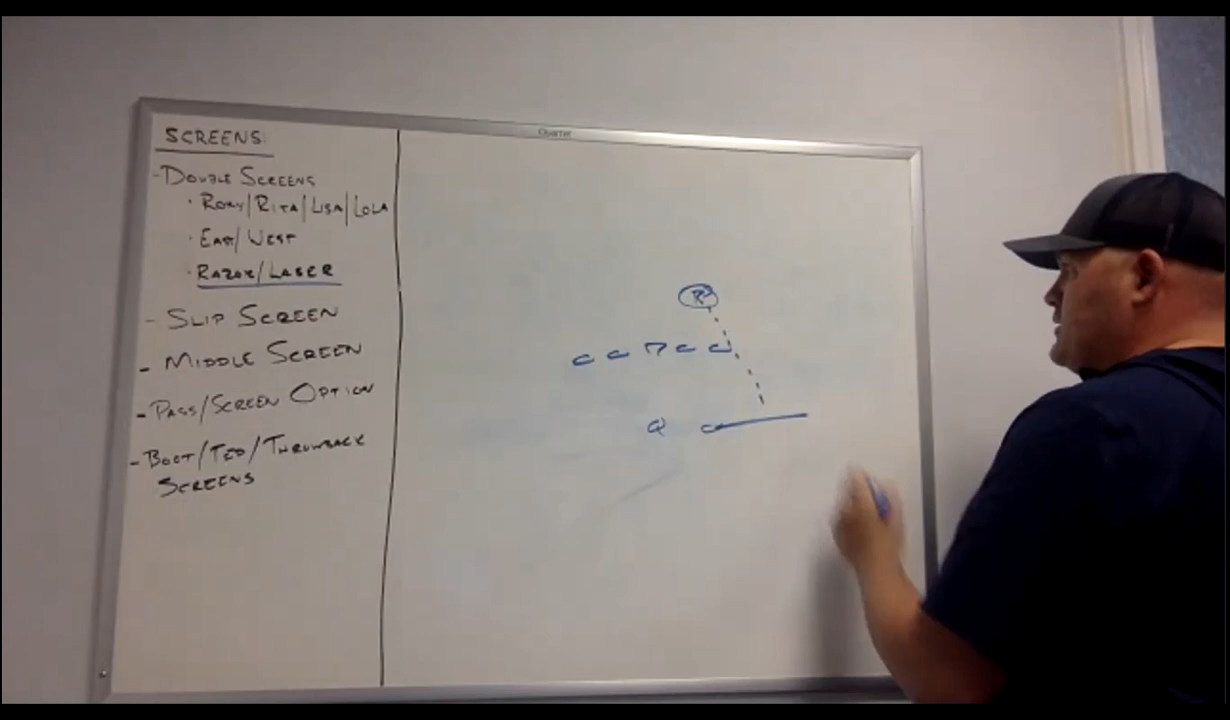 SCREENS:
- DOUBLE SCREENS
· ROXY/RITA/LISA/LOLA
· EAST/WEST
· RAZOR/LASER
- SLIP SCREEN
- MIDDLE SCREEN
- PASS/SCREEN OPTION
- BOOT/TED/THROWBACK
SCREENS
Quartet
R
Q